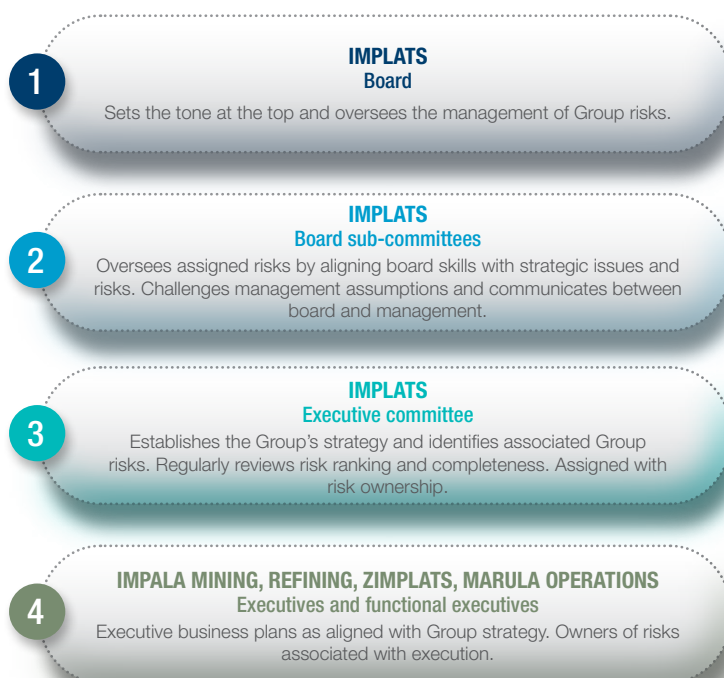 1
IMPLATS
Board
Sets the tone at the top and oversees the management of Group risks.
2
IMPLATS
Board sub-committees
Oversees assigned risks by aligning board skills with strategic issues and
risks. Challenges management assumptions and communicates between
board and management.
3
IMPLATS
Executive committee
Establishes the Group's strategy and identifies associated Group
risks. Regularly reviews risk ranking and completeness. Assigned with
risk ownership.
4
IMPALA MINING, REFINING, ZIMPLATS, MARULA OPERATIONS
Executives and functional executives
Executive business plans as aligned with Group strategy. Owners of risks
associated with execution.